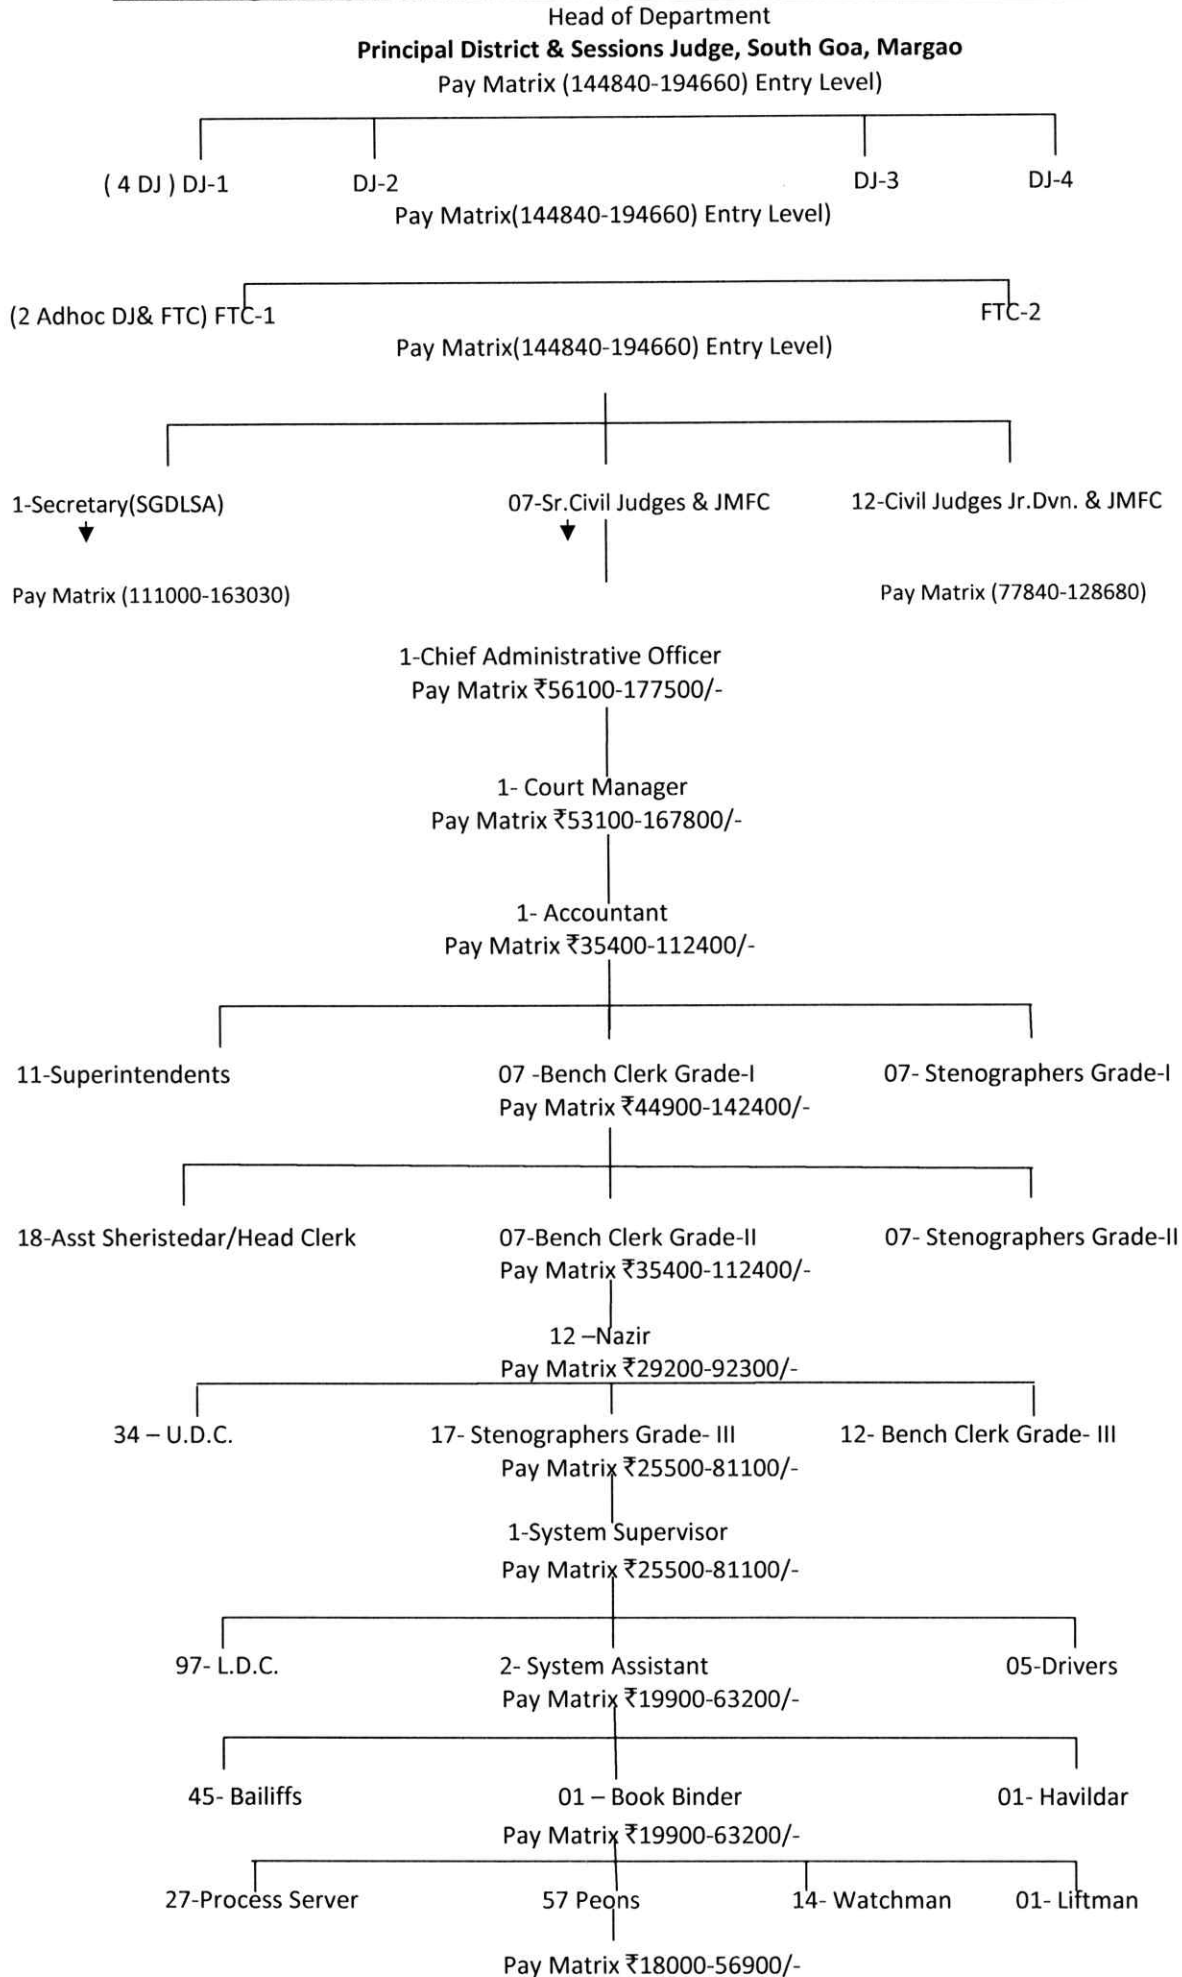 Head of Department
Principal District & Sessions Judge, South Goa, Margao
Pay Matrix (144840-194660) Entry Level)
( 4 DJ ) DJ-1 DJ-2 DJ-3 DJ-4
Pay Matrix(144840-194660) Entry Level)
(2 Adhoc DJ& FTC) FTC-1 FTC-2
Pay Matrix(144840-194660) Entry Level)
1-Secretary(SGDLSA) 07-Sr.Civil Judges & JMFC 12-Civil Judges Jr.Dvn. & JMFC
Pay Matrix (111000-163030) Pay Matrix (77840-128680)
1-Chief Administrative Officer
Pay Matrix ₹56100-177500/-
1- Court Manager
Pay Matrix ₹53100-167800/-
1- Accountant
Pay Matrix ₹35400-112400/-
11-Superintendents 07 -Bench Clerk Grade-I 07- Stenographers Grade-I
Pay Matrix ₹44900-142400/-
18-Asst Sheristedar/Head Clerk 07-Bench Clerk Grade-II 07- Stenographers Grade-II
Pay Matrix ₹35400-112400/-
12 –Nazir
Pay Matrix ₹29200-92300/-
34 – U.D.C. 17- Stenographers Grade- III 12- Bench Clerk Grade- III
Pay Matrix ₹25500-81100/-
1-System Supervisor
Pay Matrix ₹25500-81100/-
97- L.D.C. 2- System Assistant 05-Drivers
Pay Matrix ₹19900-63200/-
45- Bailiffs 01 – Book Binder 01- Havildar
Pay Matrix ₹19900-63200/-
27-Process Server 57 Peons 14- Watchman 01- Liftman
Pay Matrix ₹18000-56900/-